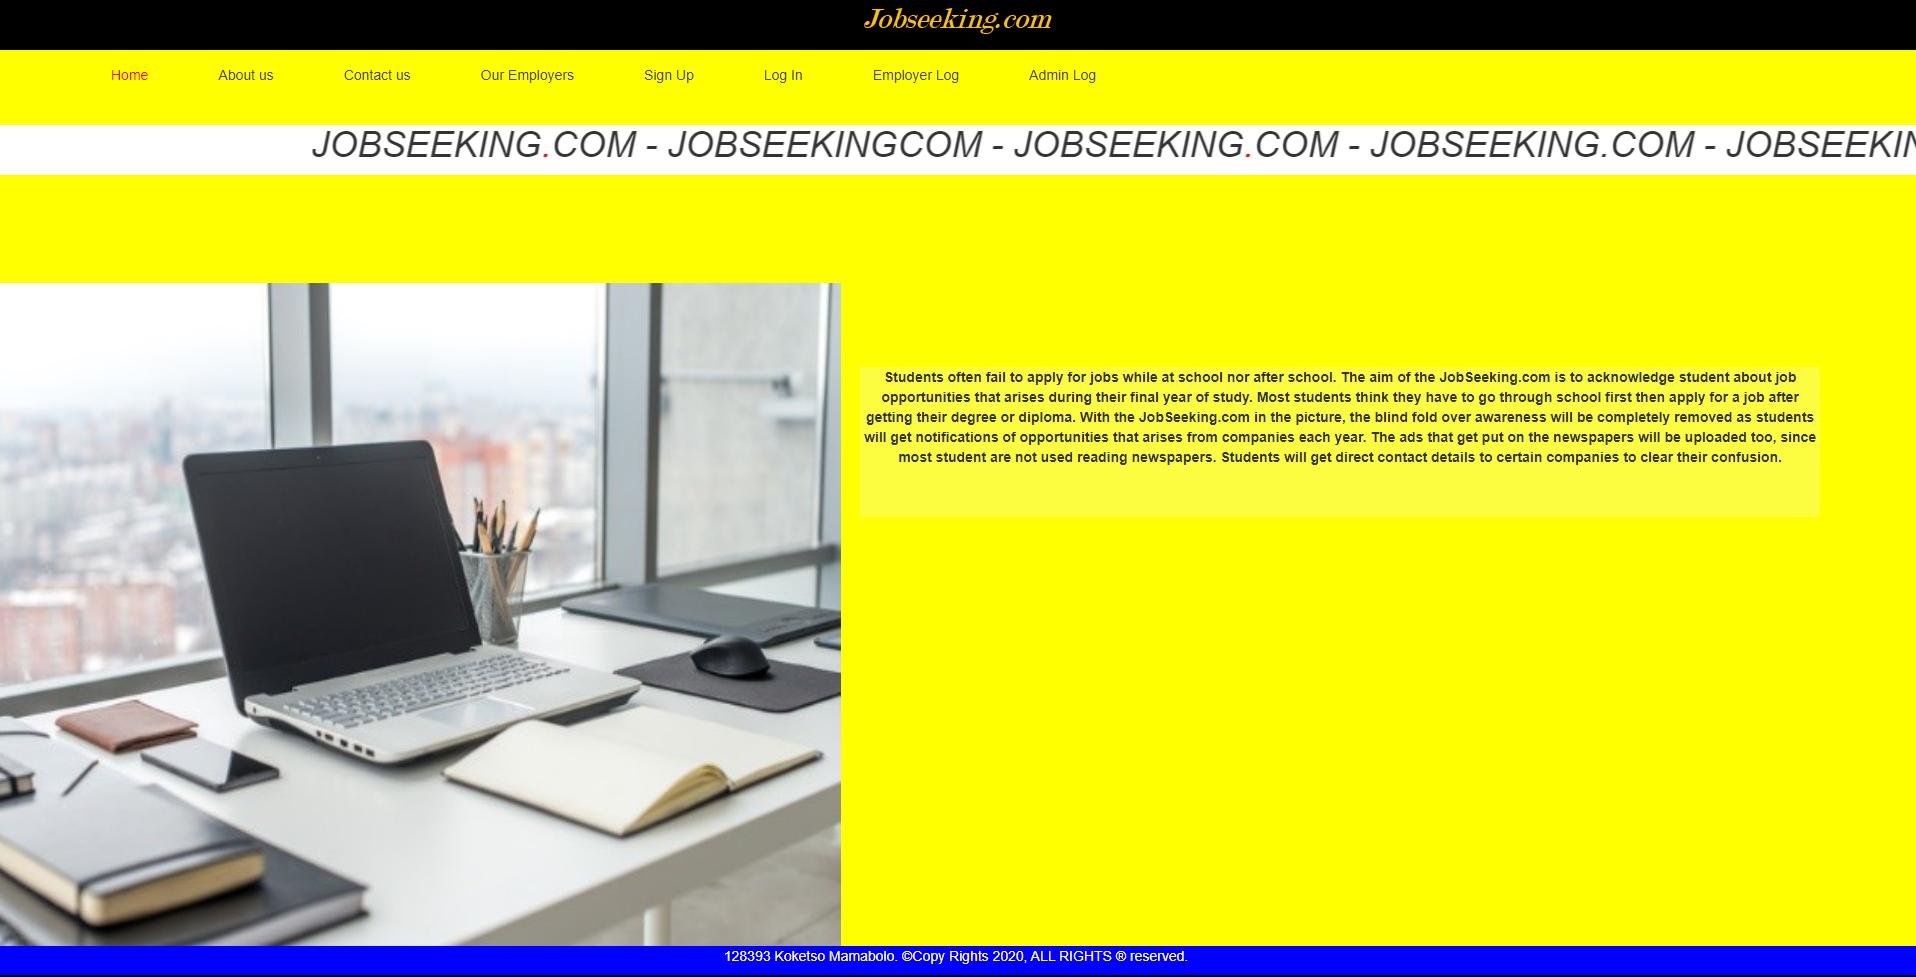 Jobseeking.com
Home About us Contact us Our Employers Sign Up Log In Employer Log Admin Log
JOBSEEKING.COM - JOBSEEKINGCOM - JOBSEEKING.COM - JOBSEEKING.COM - JOBSEEKIN
Students often fail to apply for jobs while at school nor after school. The aim of the JobSeeking.com is to acknowledge student about job
opportunities that arises during their final year of study. Most students think they have to go through school first then apply for a job after
getting their degree or diploma. With the JobSeeking.com in the picture, the blind fold over awareness will be completely removed as students
will get notifications of opportunities that arises from companies each year. The ads that get put on the newspapers will be uploaded too, since
most student are not used reading newspapers. Students will get direct contact details to certain companies to clear their confusion.
128393 Koketso Mamabolo. ©Copy Rights 2020, ALL RIGHTS ® reserved.